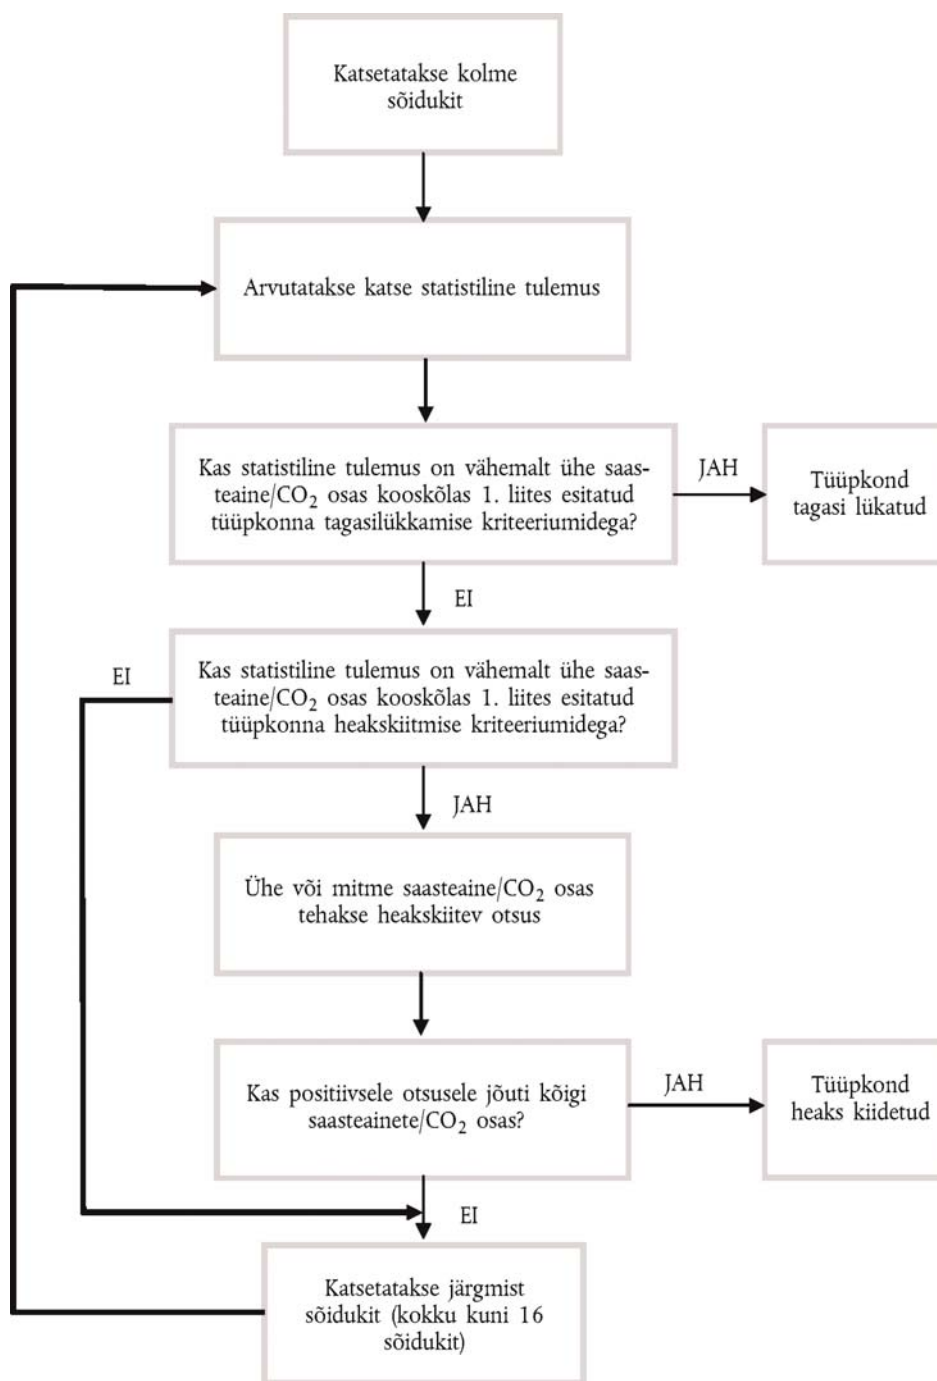 Katsetatakse kolme
sõidukit
Arvutatakse katse statistiline tulemus
Kas statistiline tulemus on vähemalt ühe saas-
teaine/CO₂ osas kooskõlas 1. liites esitatud
tüüpkonna tagasilükkamise kriteeriumidega?
JAH
Tüüpkond
tagasi lükatud
EI
Kas statistiline tulemus on vähemalt ühe saas-
teaine/CO₂ osas kooskõlas 1. liites esitatud
tüüpkonna heakskiitmise kriteeriumidega?
EI
JAH
Ühe või mitme saasteaine/CO₂ osas
tehakse heakskiitev otsus
Kas positiivsele otsusele jõuti kõigi
saasteainete/CO₂ osas?
JAH
Tüüpkond
heaks kiidetud
EI
Katsetatakse järgmist
sõidukit (kokku kuni 16
sõidukit)